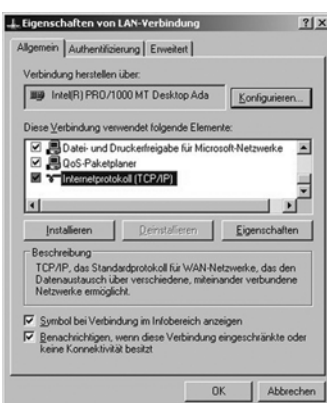 Eigenschaften von LAN-Verbindung
Allgemein Authentifizierung Erweitert
Verbindung herstellen über:
Intel(R) PRO/1000 MT Desktop Ada Konfigurieren...
Diese Verbindung verwendet folgende Elemente:
Datei- und Druckerfreigabe für Microsoft-Netzwerke
QoS-Paketplaner
Internetprotokoll (TCP/IP)
Installieren Deinstallieren Eigenschaften
Beschreibung
TCP/IP, das Standardprotokoll für WAN-Netzwerke, das den
Datenaustausch über verschiedene, miteinander verbundene
Netzwerke ermöglicht.
Symbol bei Verbindung im Infobereich anzeigen
Benachrichtigen, wenn diese Verbindung eingeschränkte oder
keine Konnektivität besitzt
OK Abbrechen